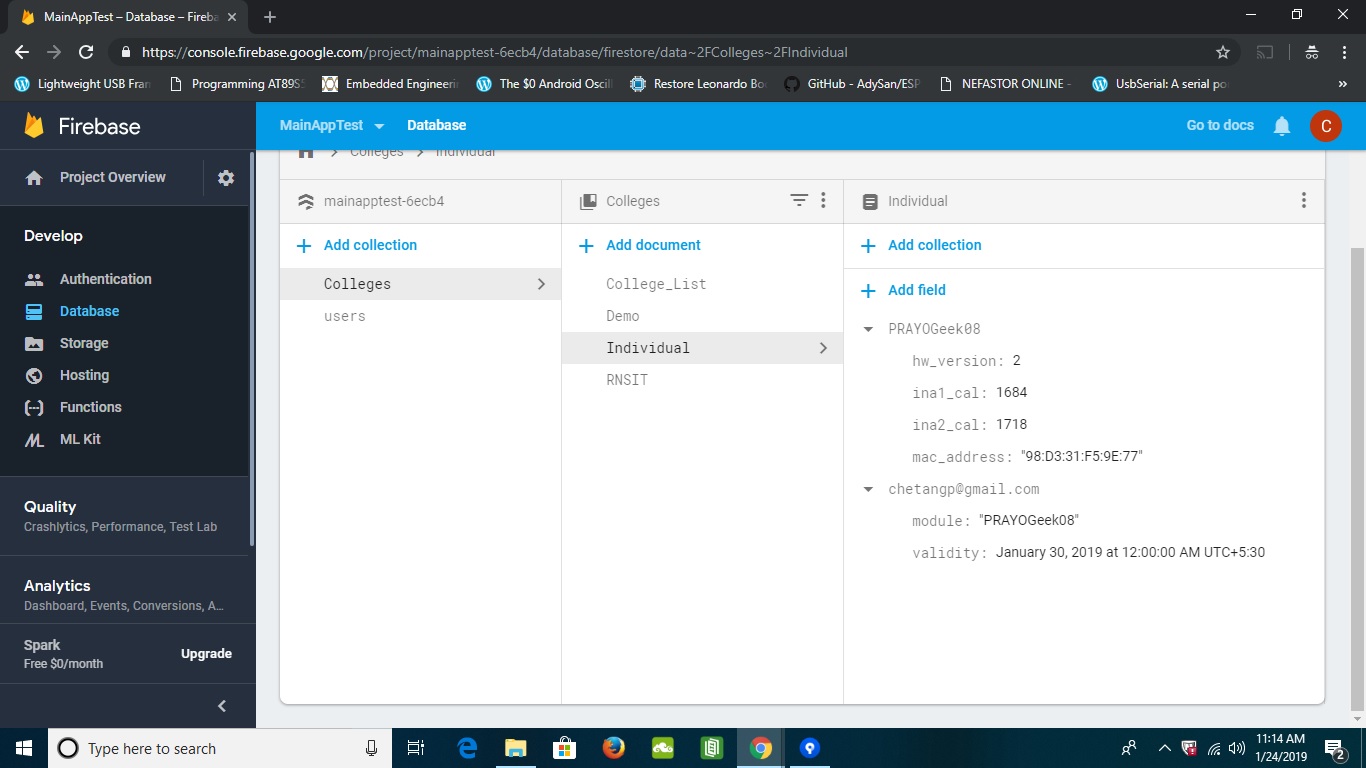 MainAppTest – Database – Fireba
https://console.firebase.google.com/project/mainapptest-6ecb4/database/firestore/data~2FColleges~2FIndividual
Lightweight USB Fran
Programming AT89S
Embedded Engineeri
The $0 Android Oscil
Restore Leonardo Bo
GitHub - AdySan/ESP
NEFASTOR ONLINE -
UsbSerial: A serial po
»
Firebase
MainAppTest
Database
Go to docs
C
Project Overview
Colleges > Individual
mainapptest-6ecb4
Colleges
Individual
Develop
Authentication
Database
Storage
Hosting
Functions
ML Kit
Quality
Crashlytics, Performance, Test Lab
Analytics
Dashboard, Events, Conversions, A...
Spark
Free $0/month
Upgrade
Add collection
Colleges
users
Add document
College_List
Demo
Individual
RNSIT
Add collection
Add field
PRAYOGeek08
hw_version: 2
ina1_cal: 1684
ina2_cal: 1718
mac_address: "98:D3:31:F5:9E:77"
chetangp@gmail.com
module: "PRAYOGeek08"
validity: January 30, 2019 at 12:00:00 AM UTC+5:30
Type here to search
11:14 AM
1/24/2019
2